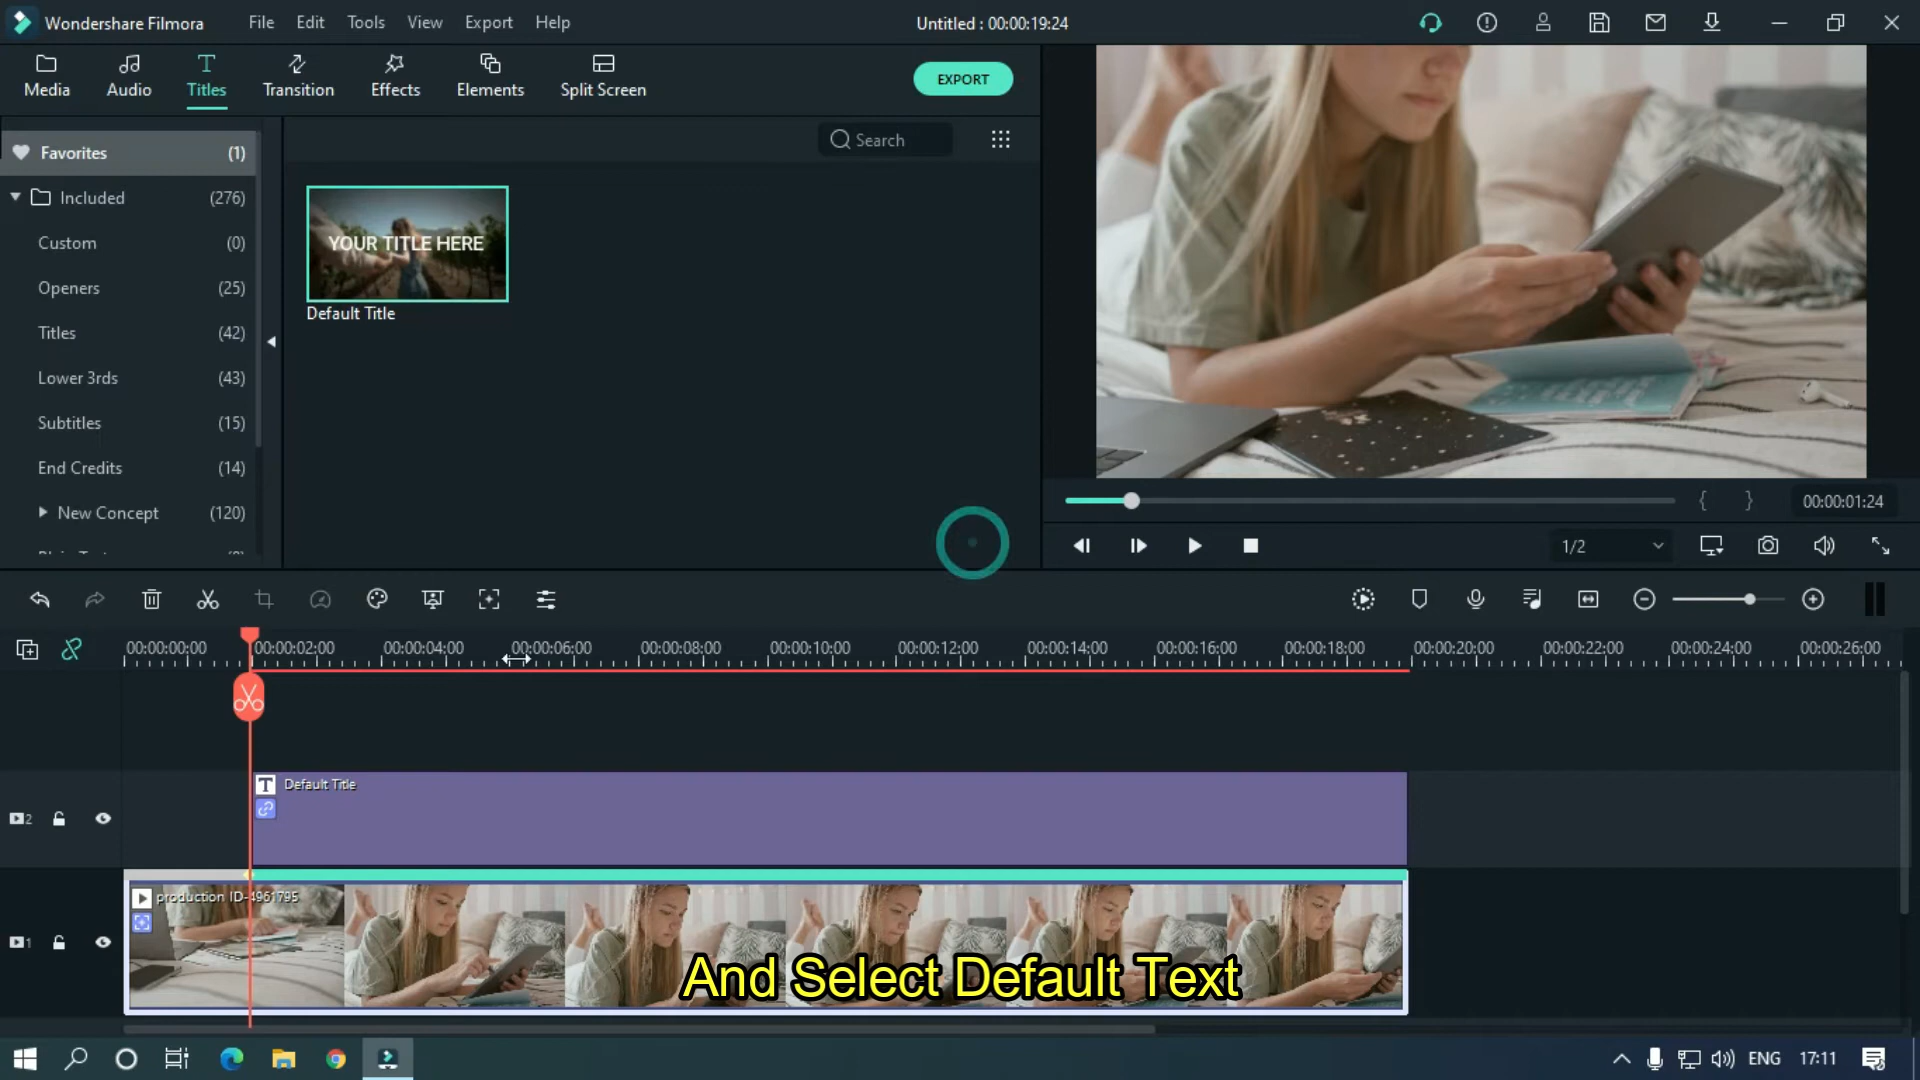 Wondershare Filmora
File Edit Tools View Export Help
Untitled : 00:00:19:24
Media Audio Titles Transition Effects Elements Split Screen
EXPORT
Favorites (1)
Search
Included (276)
Custom (0)
Openers (25)
Titles (42)
Lower 3rds (43)
Subtitles (15)
End Credits (14)
New Concept (120)
YOUR TITLE HERE
Default Title
00:00:01:24
1/2
00:00:00:00 00:00:02:00 00:00:04:00 00:00:06:00 00:00:08:00 00:00:10:00 00:00:12:00 00:00:14:00 00:00:16:00 00:00:18:00 00:00:20:00 00:00:22:00 00:00:24:00 00:00:26:00
T Default Title
2
production ID-4961795
1
And Select Default Text
ENG 17:11